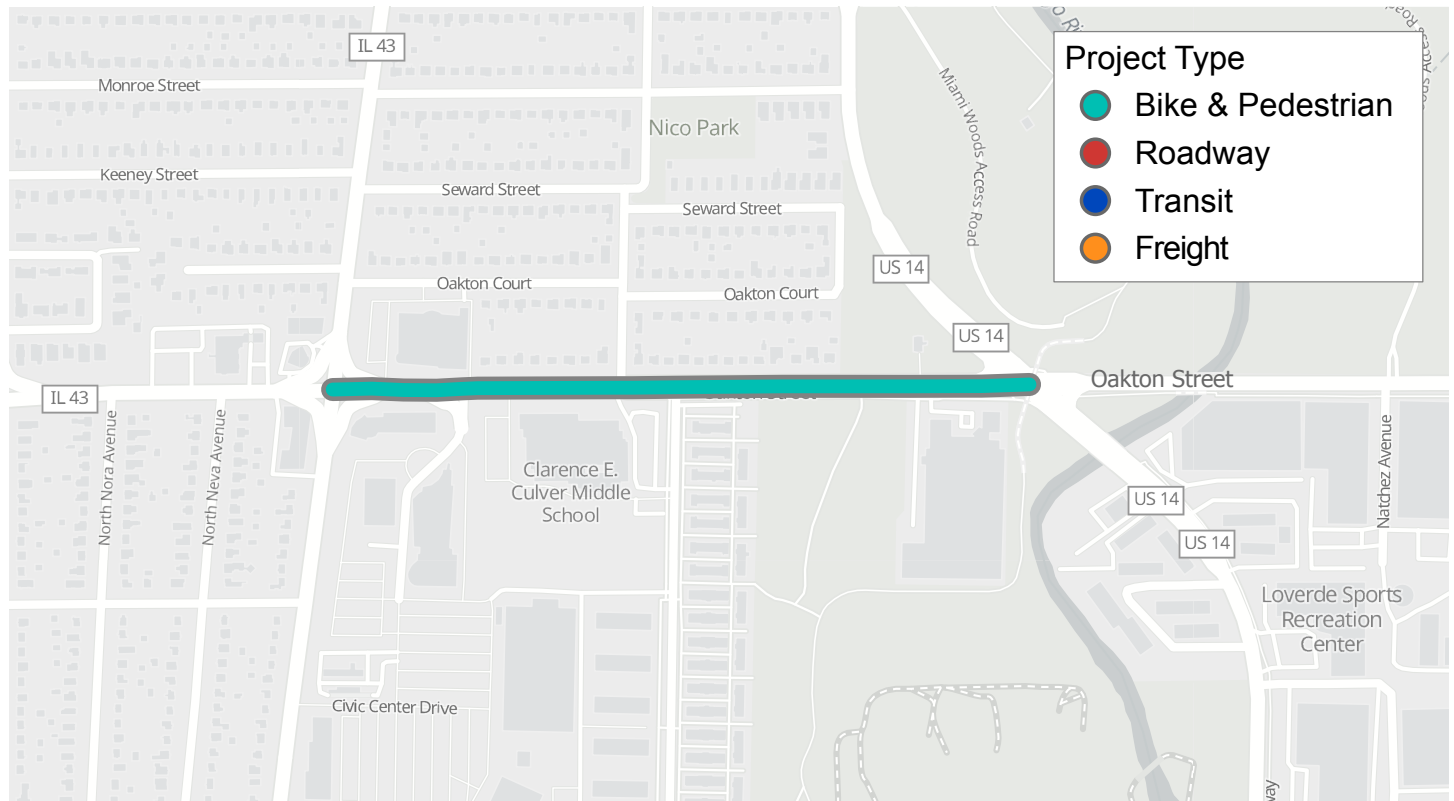 IL 43
Monroe Street
Nico Park
Keeney Street
Seward Street
Seward Street
Miami Woods Access Road
Project Type
Bike & Pedestrian
Roadway
Transit
Freight
US 14
Oakton Court
Oakton Court
US 14
IL 43
Oakton Street
North Nora Avenue
North Neva Avenue
Clarence E.
Culver Middle
School
Natchez Avenue
US 14
US 14
Loverde Sports
Recreation
Center
Civic Center Drive